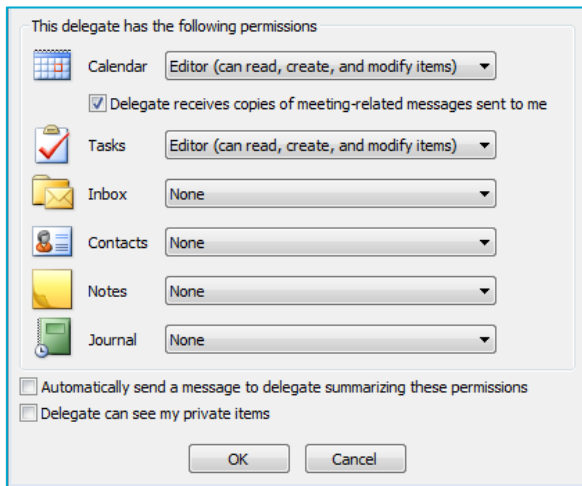 This delegate has the following permissions
Calendar Editor (can read, create, and modify items)
Delegate receives copies of meeting-related messages sent to me
Tasks Editor (can read, create, and modify items)
Inbox None
Contacts None
Notes None
Journal None
Automatically send a message to delegate summarizing these permissions
Delegate can see my private items
OK Cancel